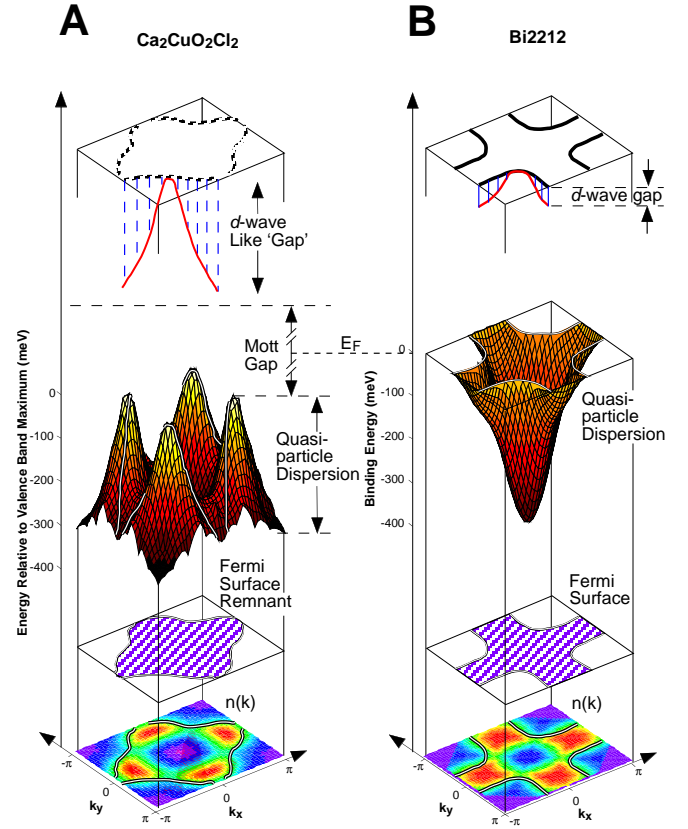 A
Ca2CuO2Cl2
d-wave
Like 'Gap'
Mott
Gap
EF
Energy Relative to Valence Band Maximum (meV)
0
-100
-200
-300
-400
Quasi-
particle
Dispersion
Fermi
Surface
Remnant
n(k)
-π
0
π
ky
-π
0
π
kx
B
Bi2212
d-wave gap
Binding Energy (meV)
0
-100
-200
-300
-400
Quasi-
particle
Dispersion
Fermi
Surface
n(k)
-π
0
π
ky
-π
0
π
kx